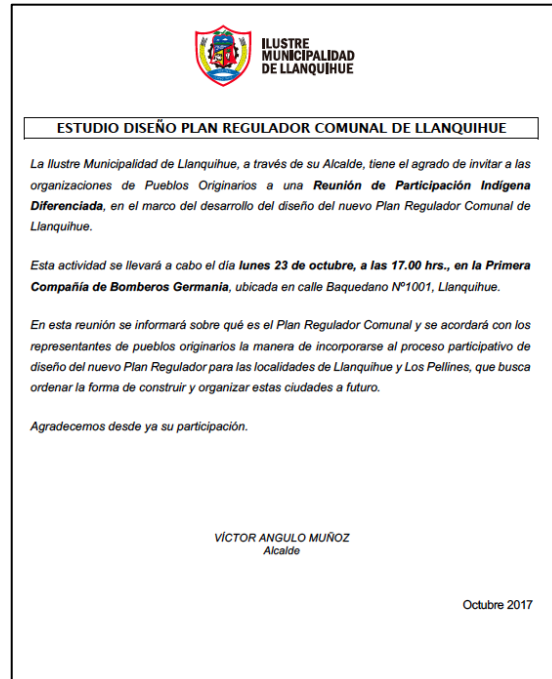 ILUSTRE
MUNICIPALIDAD
DE LLANQUIHUE
ESTUDIO DISEÑO PLAN REGULADOR COMUNAL DE LLANQUIHUE
La Ilustre Municipalidad de Llanquihue, a través de su Alcalde, tiene el agrado de invitar a las
organizaciones de Pueblos Originarios a una Reunión de Participación Indígena
Diferenciada, en el marco del desarrollo del diseño del nuevo Plan Regulador Comunal de
Llanquihue.
Esta actividad se llevará a cabo el día lunes 23 de octubre, a las 17.00 hrs., en la Primera
Compañía de Bomberos Germania, ubicada en calle Baquedano Nº1001, Llanquihue.
En esta reunión se informará sobre qué es el Plan Regulador Comunal y se acordará con los
representantes de pueblos originarios la manera de incorporarse al proceso participativo de
diseño del nuevo Plan Regulador para las localidades de Llanquihue y Los Pellines, que busca
ordenar la forma de construir y organizar estas ciudades a futuro.
Agradecemos desde ya su participación.
VÍCTOR ANGULO MUÑOZ
Alcalde
Octubre 2017